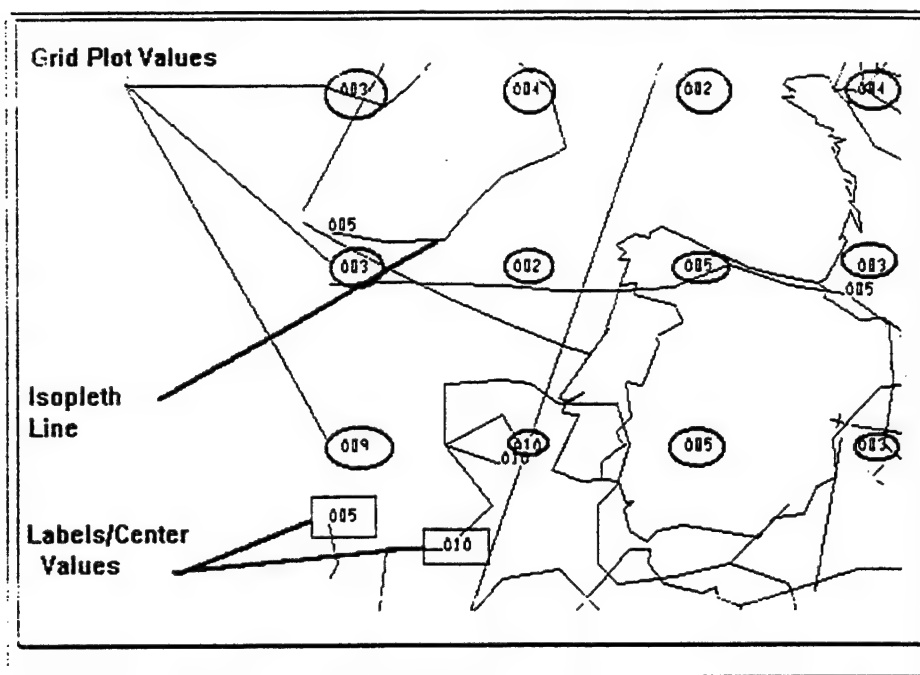 Grid Plot Values
003 004 002 004
005
003 002 005 003
005
Isopleth
Line
009 010 005 003
010
005
Labels/Center
Values
010